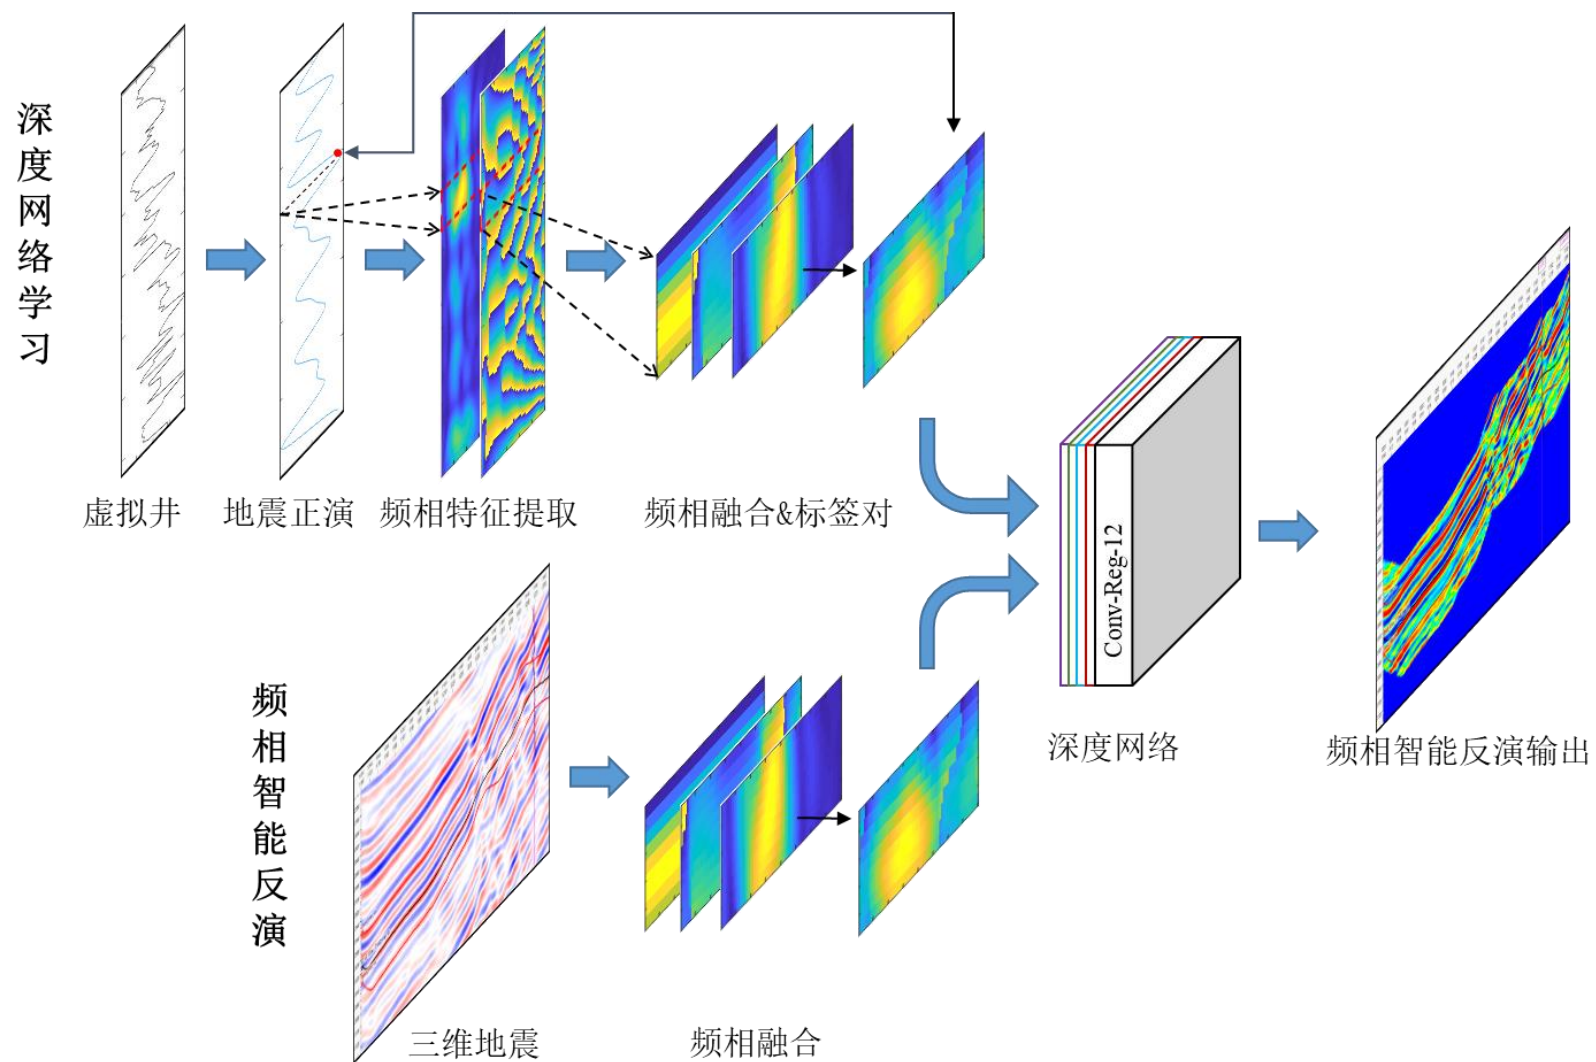 深度网络学习
虚拟井
地震正演
频相特征提取
频相融合&标签对
Conv-Reg-12
深度网络
频相智能反演输出
频相智能反演
三维地震
频相融合